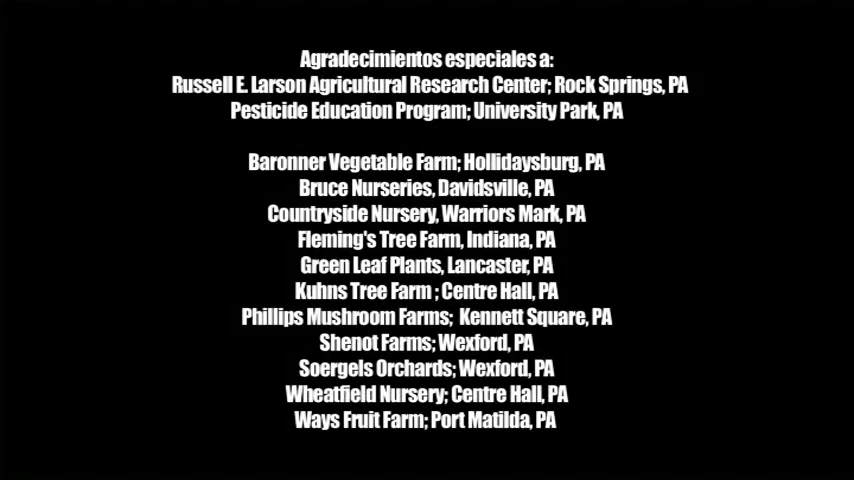 Agradecimientos especiales a:
Russell E. Larson Agricultural Research Center; Rock Springs, PA
Pesticide Education Program; University Park, PA
Baronner Vegetable Farm; Hollidaysburg, PA
Bruce Nurseries, Davidsville, PA
Countryside Nursery, Warriors Mark, PA
Fleming's Tree Farm, Indiana, PA
Green Leaf Plants, Lancaster, PA
Kuhns Tree Farm ; Centre Hall, PA
Phillips Mushroom Farms;  Kennett Square, PA
Shenot Farms; Wexford, PA
Soergels Orchards; Wexford, PA
Wheatfield Nursery; Centre Hall, PA
Ways Fruit Farm; Port Matilda, PA